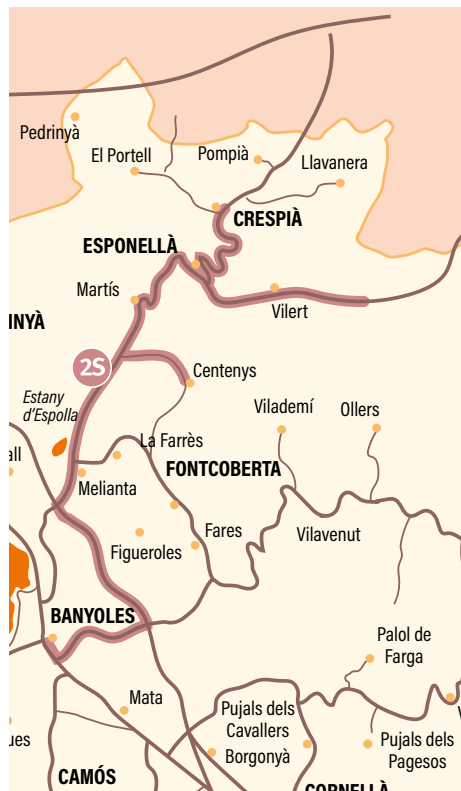 Pedrinyà
El Portell
Pompià
Llavanera
CRESPIÀ
ESPONELLÀ
Martís
Vilert
INYÀ
2S
Centenys
Estany
d'Espolla
Vilademí
Ollers
La Farrès
all
FONTCOBERTA
Melianta
Fares
Vilavenut
Figueroles
BANYOLES
Palol de
Farga
Mata
Pujals dels
Cavallers
V
ues
Borgonyà
Pujals dels
Pagesos
CAMÓS
CORNELLÀ